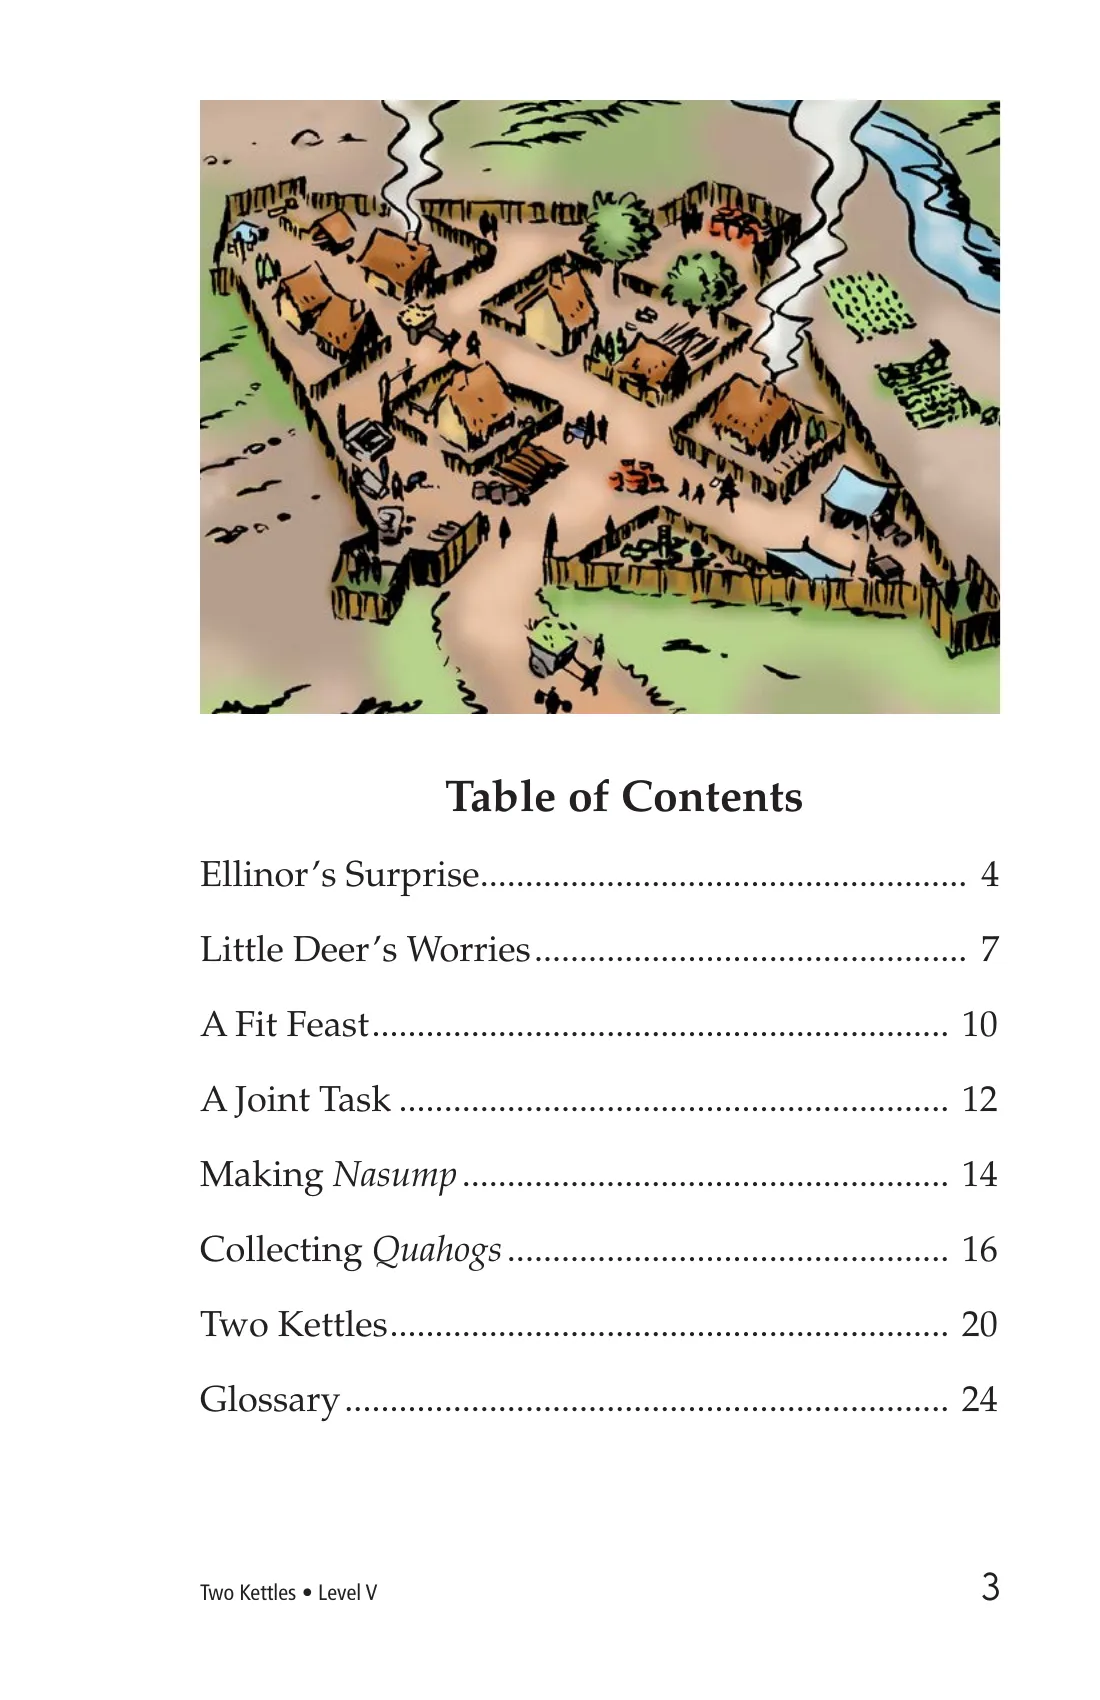 Table of Contents
Ellinor’s Surprise...................................................... 4
Little Deer’s Worries................................................ 7
A Fit Feast................................................................ 10
A Joint Task ............................................................. 12
Making Nasump...................................................... 14
Collecting Quahogs................................................. 16
Two Kettles.............................................................. 20
Glossary................................................................... 24
Two Kettles • Level V
3